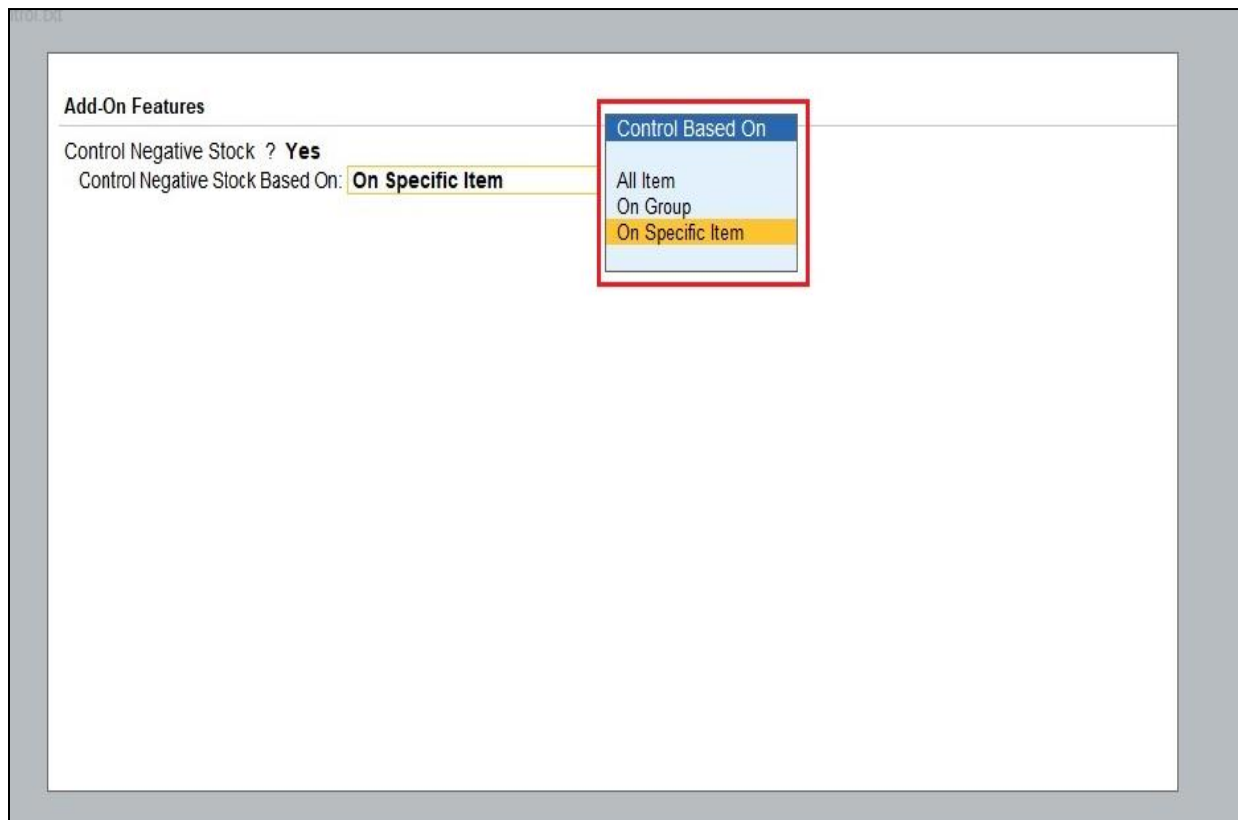 Add-On Features
Control Negative Stock ? Yes
Control Negative Stock Based On: On Specific Item
Control Based On
All Item
On Group
On Specific Item